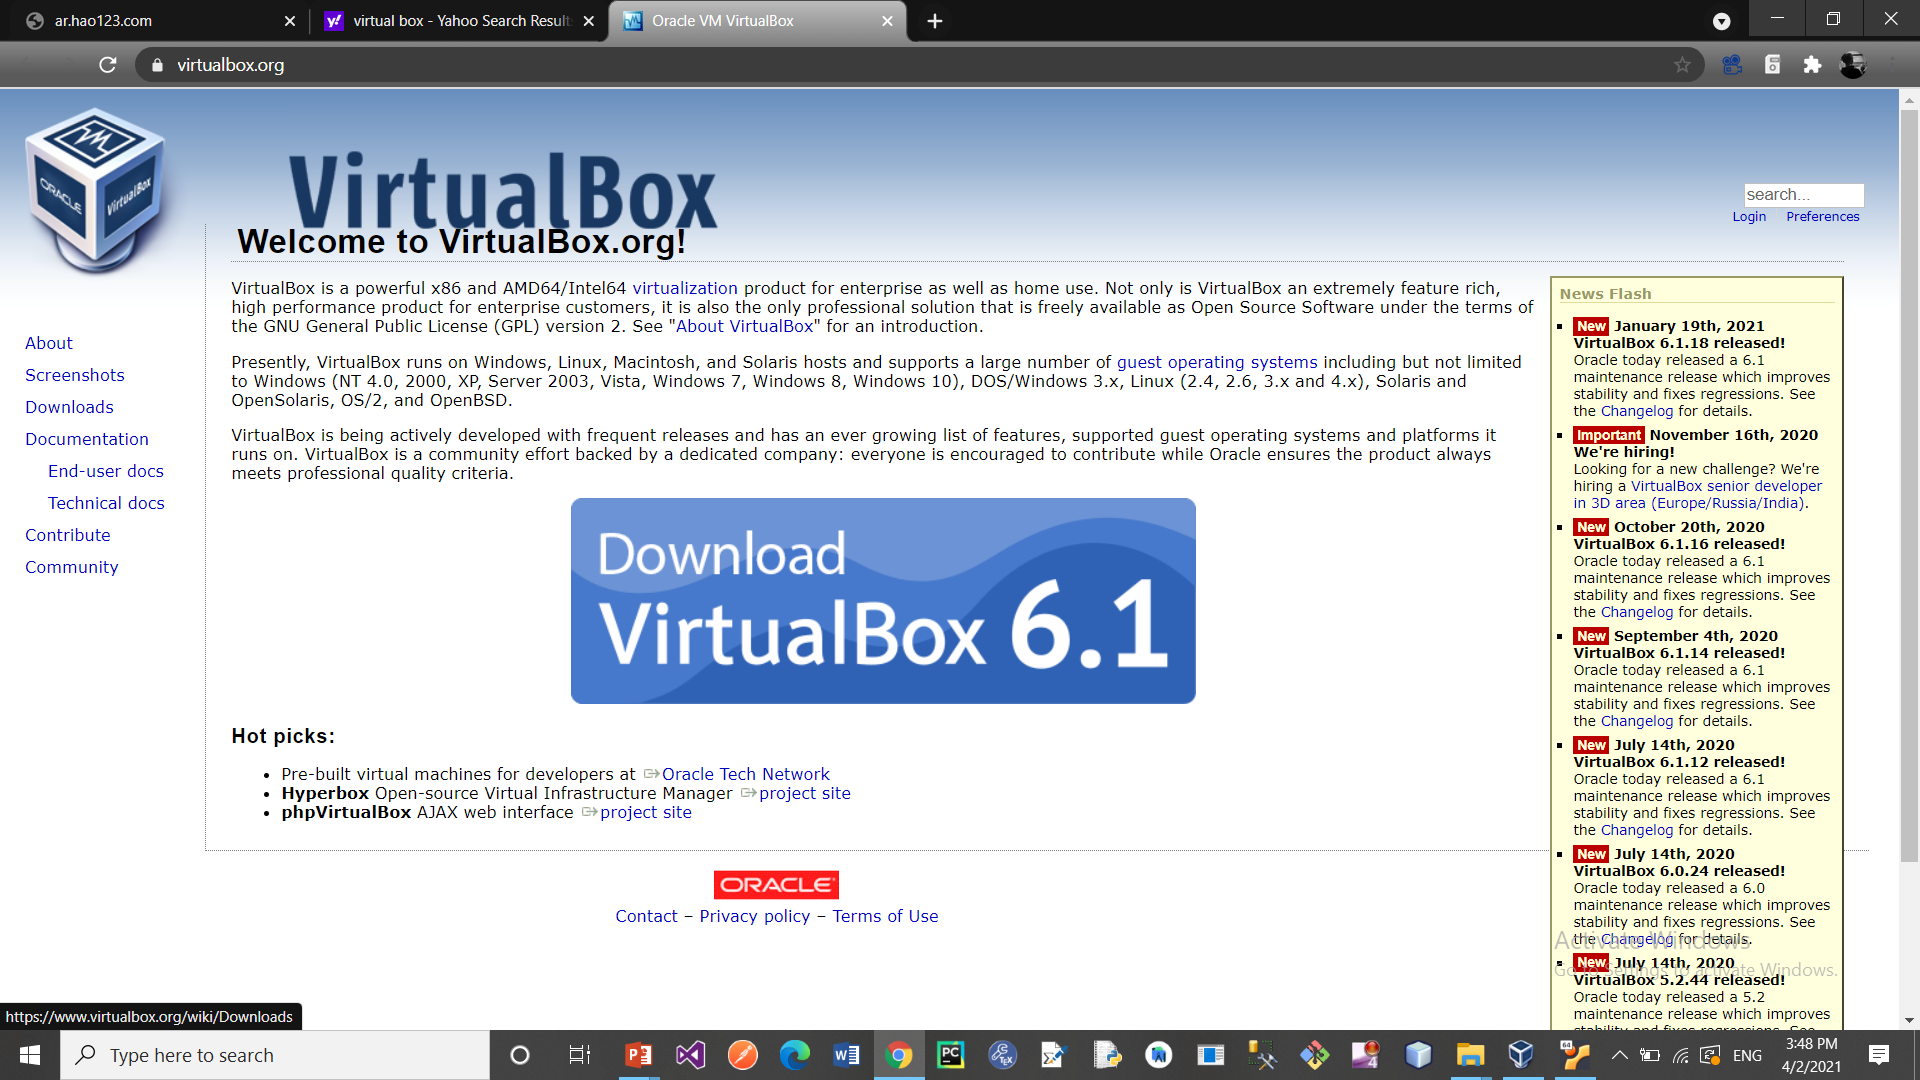 ar.hao123.com
virtual box - Yahoo Search Results
Oracle VM VirtualBox
virtualbox.org
ORACLE
VirtualBox
VirtualBox
search...
Login
Preferences
Welcome to VirtualBox.org!
VirtualBox is a powerful x86 and AMD64/Intel64 virtualization product for enterprise as well as home use. Not only is VirtualBox an extremely feature rich,
high performance product for enterprise customers, it is also the only professional solution that is freely available as Open Source Software under the terms of
the GNU General Public License (GPL) version 2. See "About VirtualBox" for an introduction.
Presently, VirtualBox runs on Windows, Linux, Macintosh, and Solaris hosts and supports a large number of guest operating systems including but not limited
to Windows (NT 4.0, 2000, XP, Server 2003, Vista, Windows 7, Windows 8, Windows 10), DOS/Windows 3.x, Linux (2.4, 2.6, 3.x and 4.x), Solaris and
OpenSolaris, OS/2, and OpenBSD.
VirtualBox is being actively developed with frequent releases and has an ever growing list of features, supported guest operating systems and platforms it
runs on. VirtualBox is a community effort backed by a dedicated company: everyone is encouraged to contribute while Oracle ensures the product always
meets professional quality criteria.
About
Screenshots
Downloads
Documentation
End-user docs
Technical docs
Contribute
Community
Download
VirtualBox 6.1
Hot picks:
Pre-built virtual machines for developers at Oracle Tech Network
Hyperbox Open-source Virtual Infrastructure Manager project site
phpVirtualBox AJAX web interface project site
ORACLE
Contact – Privacy policy – Terms of Use
News Flash
New January 19th, 2021
VirtualBox 6.1.18 released!
Oracle today released a 6.1
maintenance release which improves
stability and fixes regressions. See
the Changelog for details.
Important November 16th, 2020
We're hiring!
Looking for a new challenge? We're
hiring a VirtualBox senior developer
in 3D area (Europe/Russia/India).
New October 20th, 2020
VirtualBox 6.1.16 released!
Oracle today released a 6.1
maintenance release which improves
stability and fixes regressions. See
the Changelog for details.
New September 4th, 2020
VirtualBox 6.1.14 released!
Oracle today released a 6.1
maintenance release which improves
stability and fixes regressions. See
the Changelog for details.
New July 14th, 2020
VirtualBox 6.1.12 released!
Oracle today released a 6.1
maintenance release which improves
stability and fixes regressions. See
the Changelog for details.
New July 14th, 2020
VirtualBox 6.0.24 released!
Oracle today released a 6.0
maintenance release which improves
stability and fixes regressions. See
the Changelog for details.
New July 14th, 2020
VirtualBox 5.2.44 released!
Oracle today released a 5.2
maintenance release which improves
stability and fixes regressions. See
Activate Windows
Go to Settings to activate Windows.
https://www.virtualbox.org/wiki/Downloads
Type here to search
ENG
3:48 PM
4/2/2021